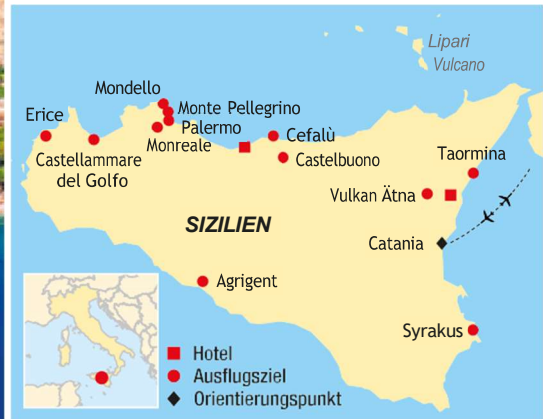 Lipari
Vulcano
Mondello
Monte Pellegrino
Erice
Palermo
Cefalù
Monreale
Castellammare
del Golfo
Castelbuono
Taormina
Vulkan Ätna
SIZILIEN
Catania
Agrigent
Syrakus
Hotel
Ausflugsziel
Orientierungspunkt